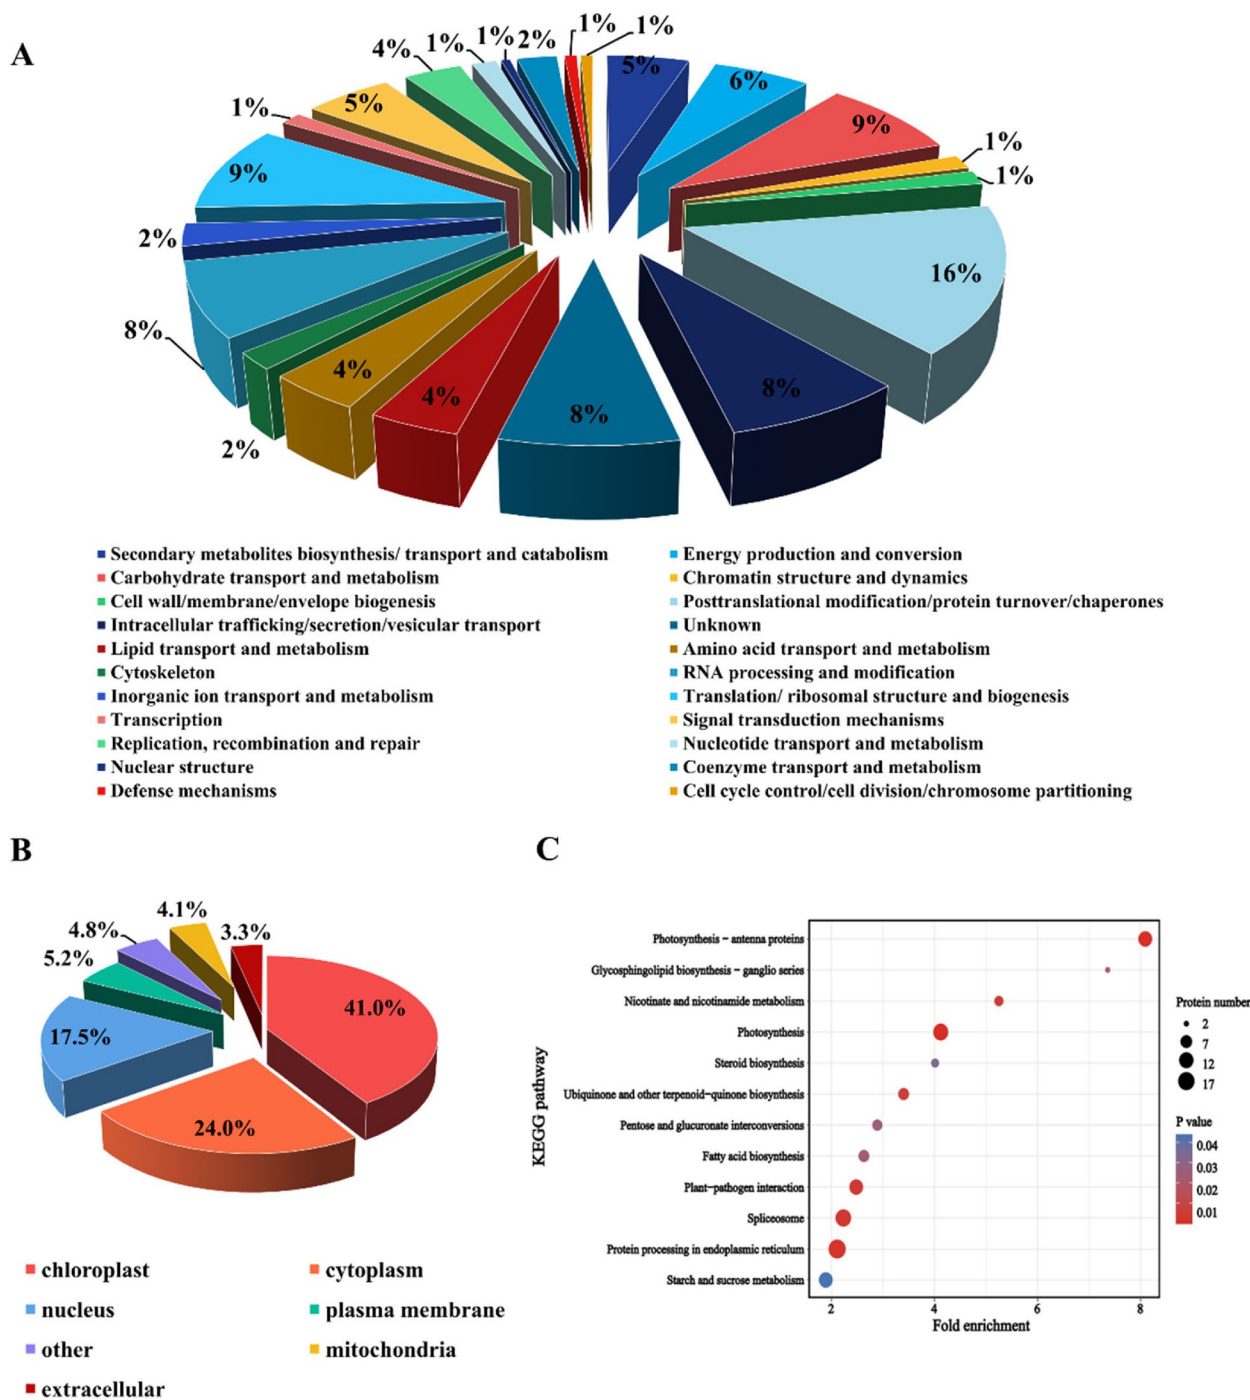 A
1%
1%
1%
2%
1%
4%
5%
6%
5%
9%
1%
1%
1%
9%
2%
16%
8%
4%
8%
4%
8%
2%
Secondary metabolites biosynthesis/ transport and catabolism
Energy production and conversion
Carbohydrate transport and metabolism
Chromatin structure and dynamics
Cell wall/membrane/envelope biogenesis
Posttranslational modification/protein turnover/chaperones
Intracellular trafficking/secretion/vesicular transport
Unknown
Lipid transport and metabolism
Amino acid transport and metabolism
Cytoskeleton
RNA processing and modification
Inorganic ion transport and metabolism
Translation/ ribosomal structure and biogenesis
Transcription
Signal transduction mechanisms
Replication, recombination and repair
Nucleotide transport and metabolism
Nuclear structure
Coenzyme transport and metabolism
Defense mechanisms
Cell cycle control/cell division/chromosome partitioning
B
4.1%
4.8%
3.3%
5.2%
41.0%
17.5%
24.0%
chloroplast
cytoplasm
nucleus
plasma membrane
other
mitochondria
extracellular
C
KEGG pathway
Photosynthesis – antenna proteins
Glycosphingolipid biosynthesis – ganglio series
Nicotinate and nicotinamide metabolism
Photosynthesis
Steroid biosynthesis
Ubiquinone and other terpenoid–quinone biosynthesis
Pentose and glucuronate interconversions
Fatty acid biosynthesis
Plant–pathogen interaction
Spliceosome
Protein processing in endoplasmic reticulum
Starch and sucrose metabolism
2
4
6
8
Fold enrichment
Protein number
2
7
12
17
P value
0.04
0.03
0.02
0.01